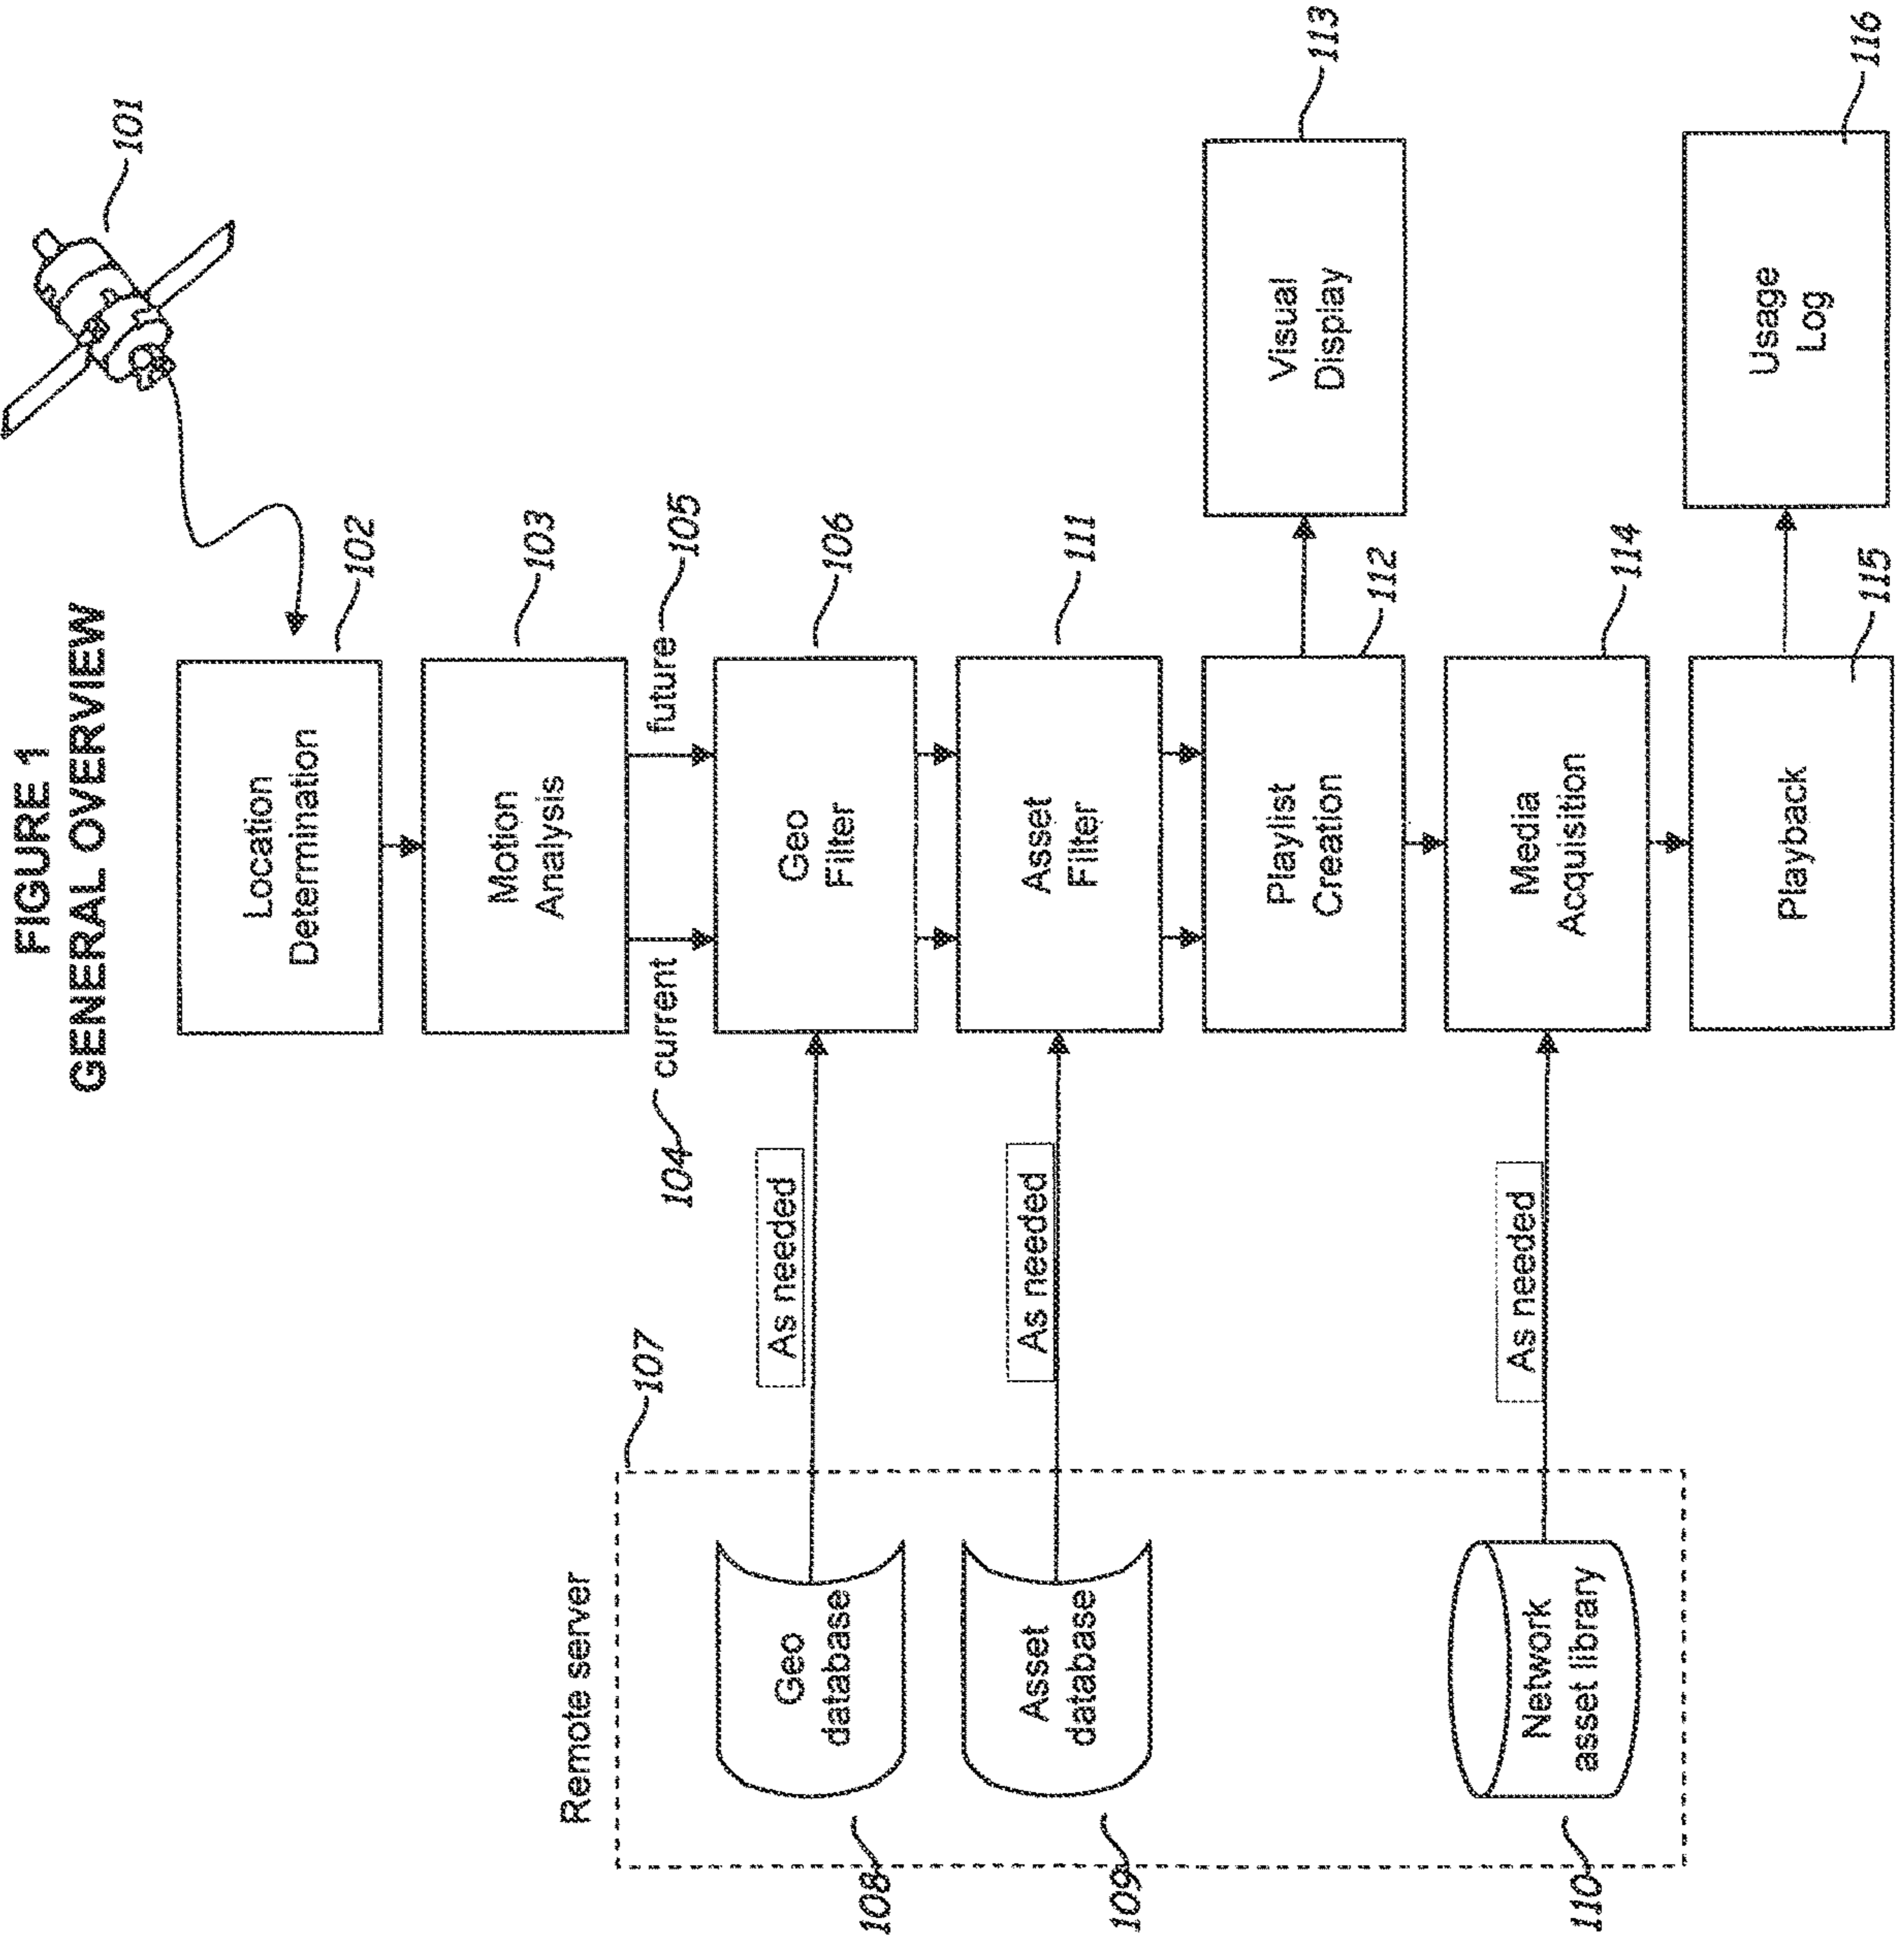 FIGURE 1
GENERAL OVERVIEW
101
Location
Determination
102
Motion
Analysis
103
104
current
future
105
Remote server
107
Geo
database
108
As needed
Geo
Filter
106
Asset
database
109
As needed
Asset
Filter
111
Playlist
Creation
112
Visual
Display
113
Network
asset library
110
As needed
Media
Acquisition
114
Playback
115
Usage
Log
116